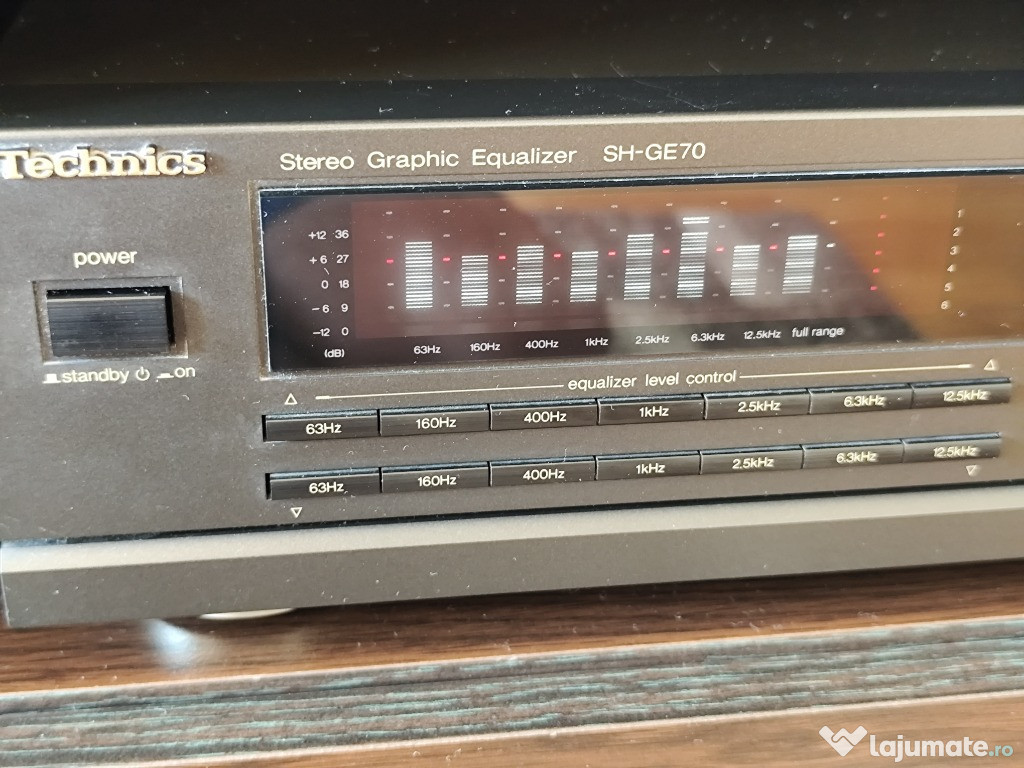 Technics
Stereo Graphic Equalizer SH-GE70
power
standby on
+12 36
+6 27
0 18
-6 9
-12 0
(dB)
63Hz 160Hz 400Hz 1kHz 2.5kHz 6.3kHz 12.5kHz full range
1
2
3
4
5
6
equalizer level control
63Hz 160Hz 400Hz 1kHz 2.5kHz 6.3kHz 12.5kHz
63Hz 160Hz 400Hz 1kHz 2.5kHz 6.3kHz 12.5kHz
lajumate.ro